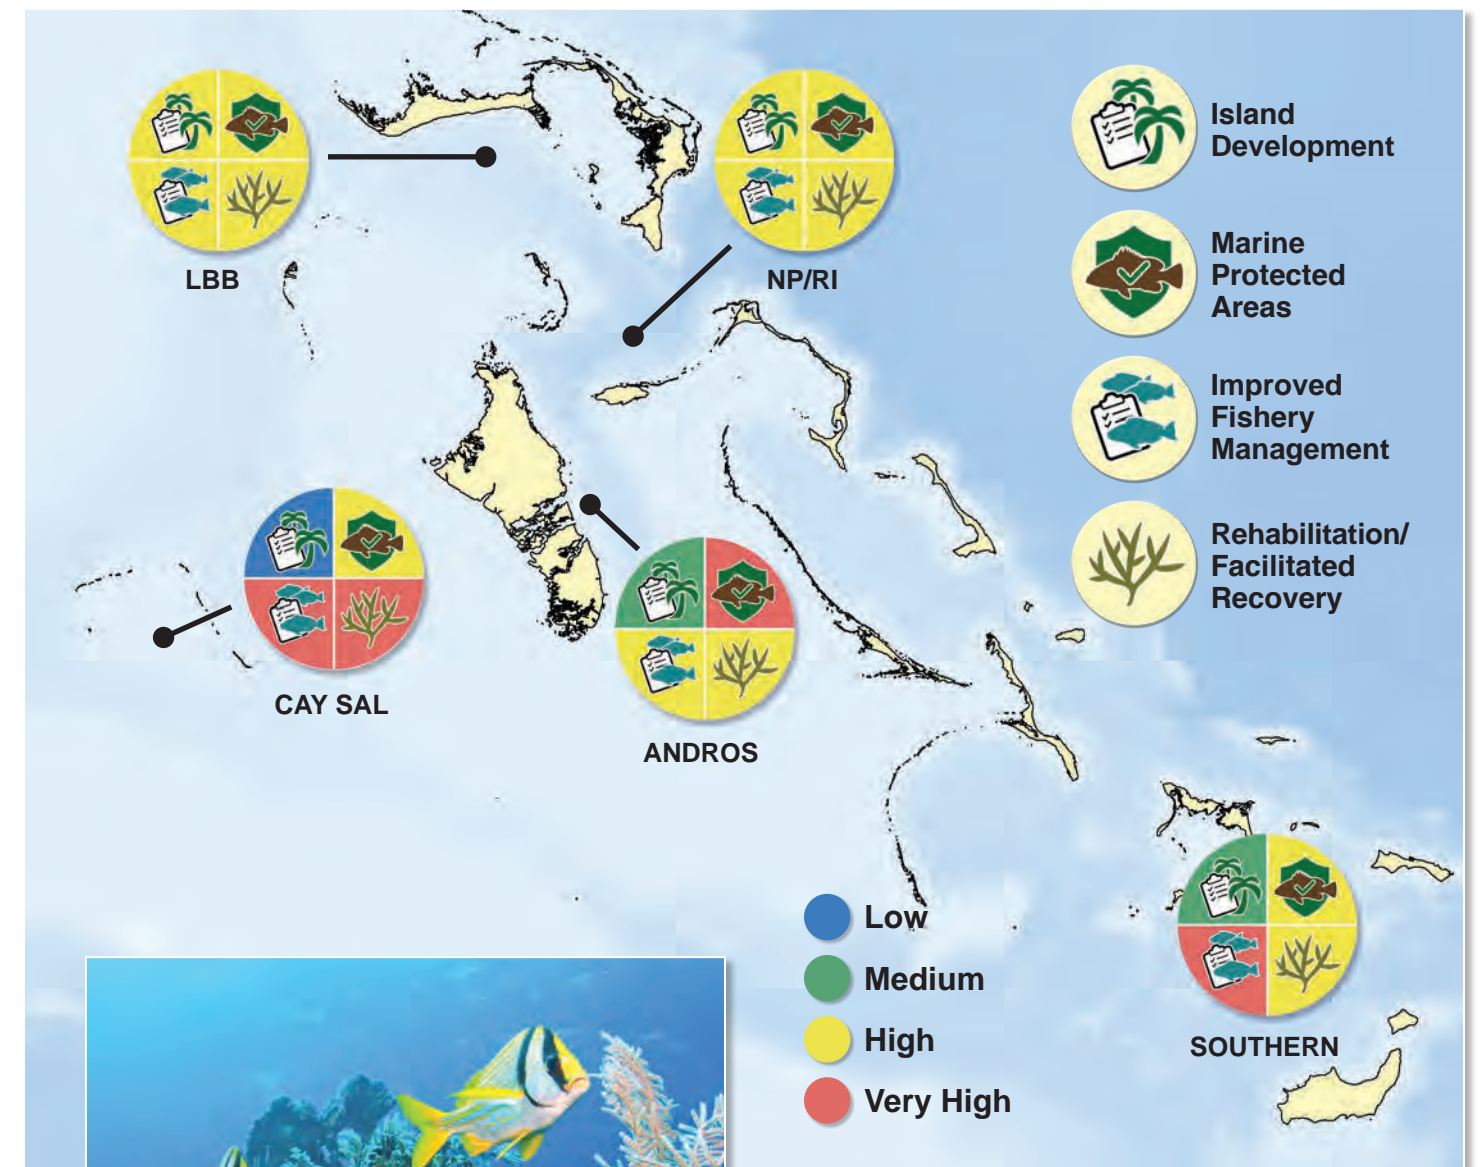 LBB
NP/RI
Island
Development
Marine
Protected
Areas
Improved
Fishery
Management
Rehabilitation/
Facilitated
Recovery
CAY SAL
ANDROS
SOUTHERN
Low
Medium
High
Very High